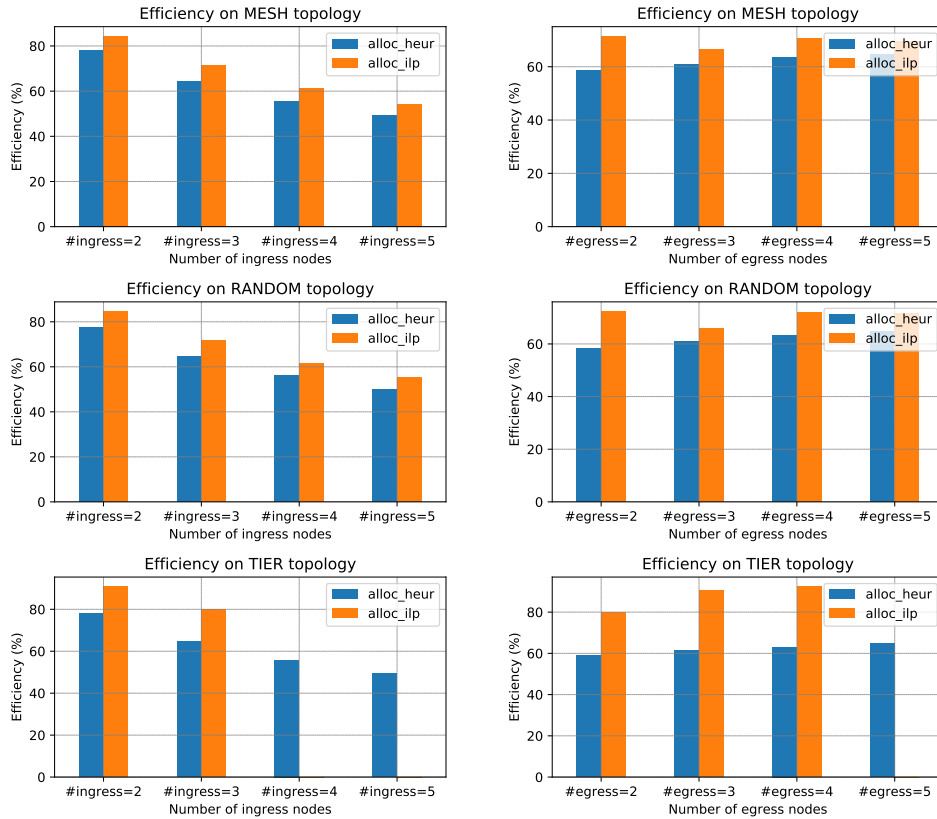 Efficiency on MESH topology
Efficiency (%)
80
60
40
20
0
alloc_heur
alloc_ilp
#ingress=2 #ingress=3 #ingress=4 #ingress=5
Number of ingress nodes
Efficiency on MESH topology
Efficiency (%)
60
40
20
0
alloc_heur
alloc_ilp
#egress=2 #egress=3 #egress=4 #egress=5
Number of egress nodes
Efficiency on RANDOM topology
Efficiency (%)
80
60
40
20
0
alloc_heur
alloc_ilp
#ingress=2 #ingress=3 #ingress=4 #ingress=5
Number of ingress nodes
Efficiency on RANDOM topology
Efficiency (%)
60
40
20
0
alloc_heur
alloc_ilp
#egress=2 #egress=3 #egress=4 #egress=5
Number of egress nodes
Efficiency on TIER topology
Efficiency (%)
80
60
40
20
0
alloc_heur
alloc_ilp
#ingress=2 #ingress=3 #ingress=4 #ingress=5
Number of ingress nodes
Efficiency on TIER topology
Efficiency (%)
80
60
40
20
0
alloc_heur
alloc_ilp
#egress=2 #egress=3 #egress=4 #egress=5
Number of egress nodes